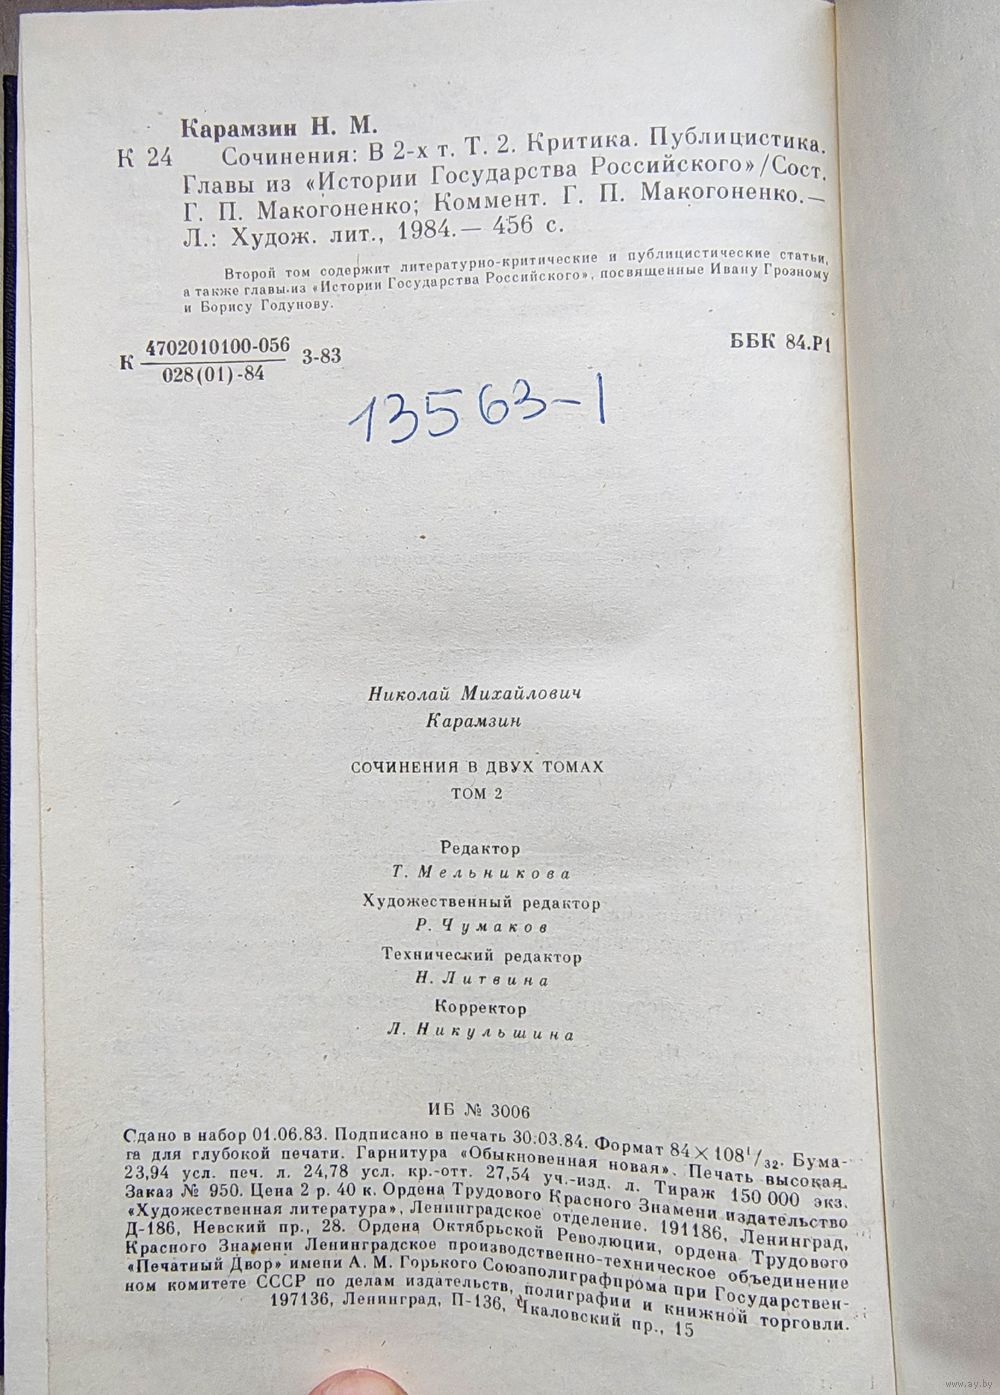 Карамзин Н. М.
К 24 Сочинения: В 2-х т. Т. 2. Критика. Публицистика.
Главы из «Истории Государства Российского»/Сост.
Г. П. Макогоненко; Коммент. Г. П. Макогоненко.—
Л.: Худож. лит., 1984.— 456 с.
Второй том содержит литературно-критические и публицистические статьи,
а также главы из «Истории Государства Российского», посвященные Ивану Грозному
и Борису Годунову.
К 4702010100-056 3-83
028(01)-84
ББК 84.Р1
13563-1
Николай Михайлович
Карамзин
СОЧИНЕНИЯ В ДВУХ ТОМАХ
ТОМ 2
Редактор
Т. Мельникова
Художественный редактор
Р. Чумаков
Технический редактор
Н. Литвина
Корректор
Л. Никульшина
ИБ № 3006
Сдано в набор 01.06.83. Подписано в печать 30.03.84. Формат 84×108¹/₃₂. Бума-
га для глубокой печати. Гарнитура «Обыкновенная новая». Печать высокая.
23,94 усл. печ. л. 24,78 усл. кр.-отт. 27,54 уч.-изд. л. Тираж 150 000 экз.
Заказ № 950. Цена 2 р. 40 к. Ордена Трудового Красного Знамени издательство
«Художественная литература», Ленинградское отделение. 191186, Ленинград,
Д-186, Невский пр., 28. Ордена Октябрьской Революции, ордена Трудового
Красного Знамени Ленинградское производственно-техническое объединение
«Печатный Двор» имени А. М. Горького Союзполиграфпрома при Государствен-
ном комитете СССР по делам издательств, полиграфии и книжной торговли.
197136, Ленинград, П-136, Чкаловский пр., 15
www.ay.by